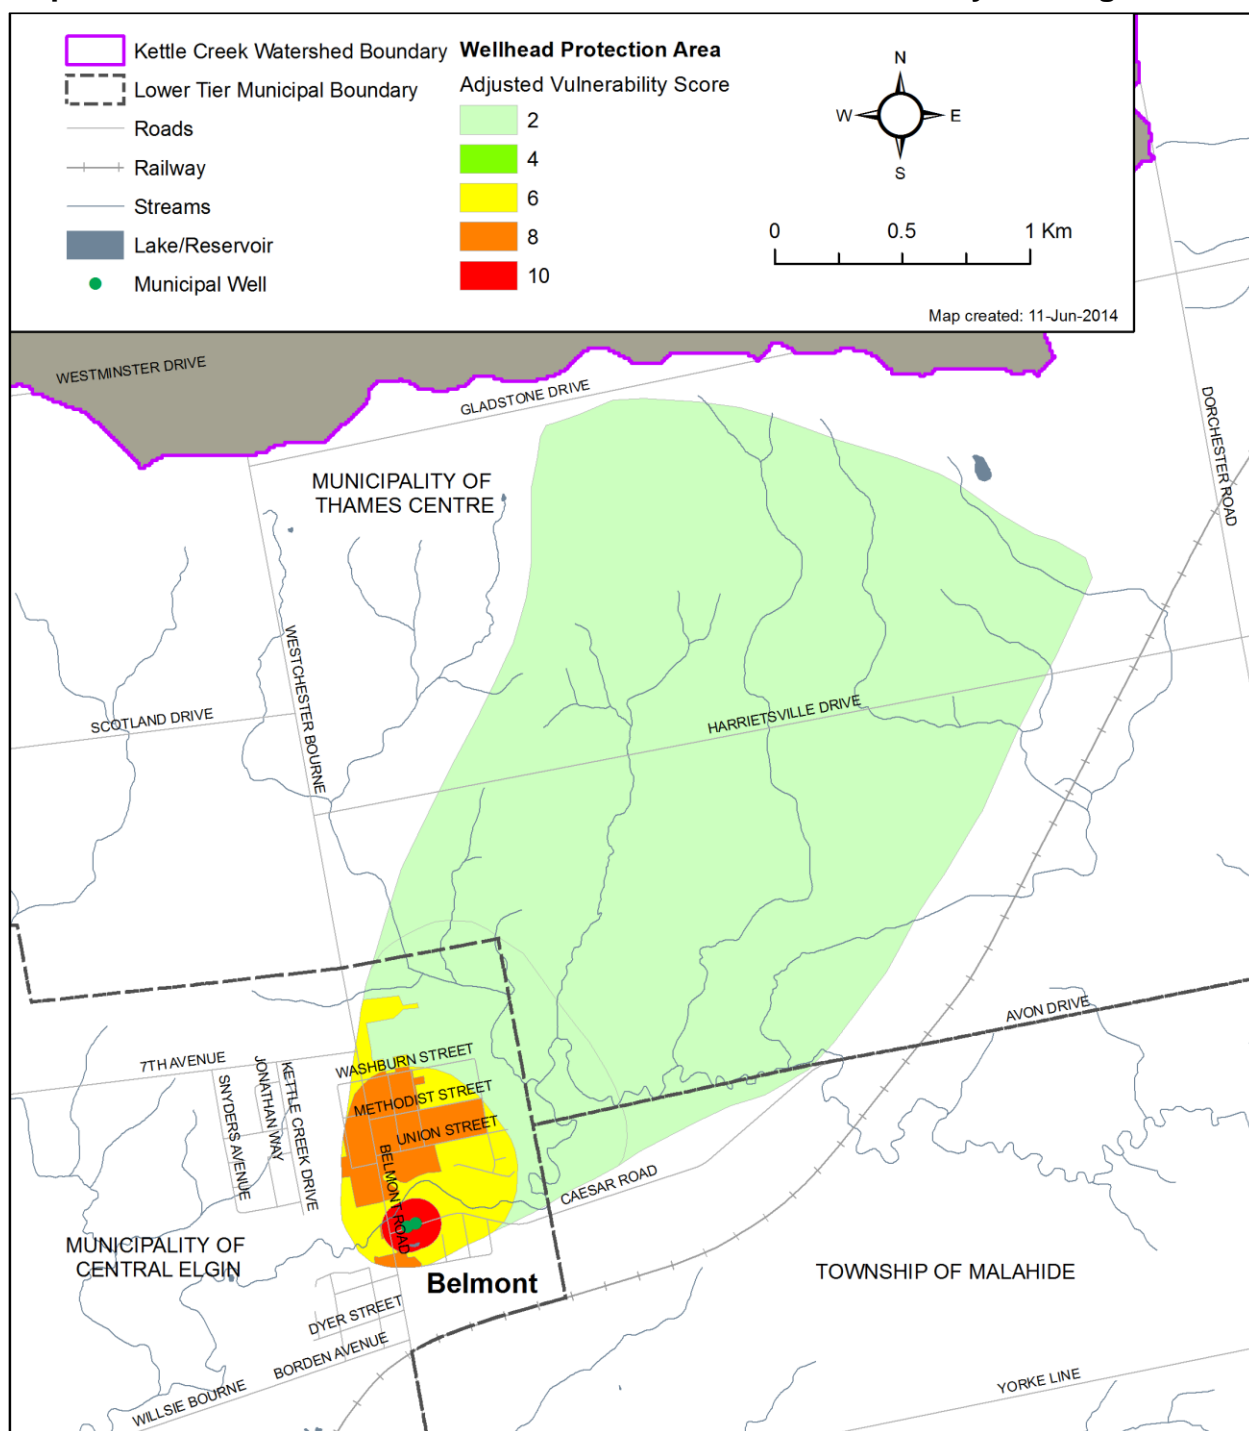 Kettle Creek Watershed Boundary
Lower Tier Municipal Boundary
Roads
Railway
Streams
Lake/Reservoir
Municipal Well
Wellhead Protection Area
Adjusted Vulnerability Score
2
4
6
8
10
N
W E
S
0 0.5 1 Km
Map created: 11-Jun-2014
WESTMINSTER DRIVE
GLADSTONE DRIVE
DORCHESTER ROAD
MUNICIPALITY OF
THAMES CENTRE
WESTCHESTER BOURNE
SCOTLAND DRIVE
HARRIETSVILLE DRIVE
AVON DRIVE
7TH AVENUE
WASHBURN STREET
SNYDERS AVENUE
JONATHAN WAY
KETTLE CREEK DRIVE
METHODIST STREET
UNION STREET
BELMONT ROAD
CAESAR ROAD
MUNICIPALITY OF
CENTRAL ELGIN
Belmont
TOWNSHIP OF MALAHIDE
DYER STREET
BORDEN AVENUE
WILLSIE BOURNE
YORKE LINE